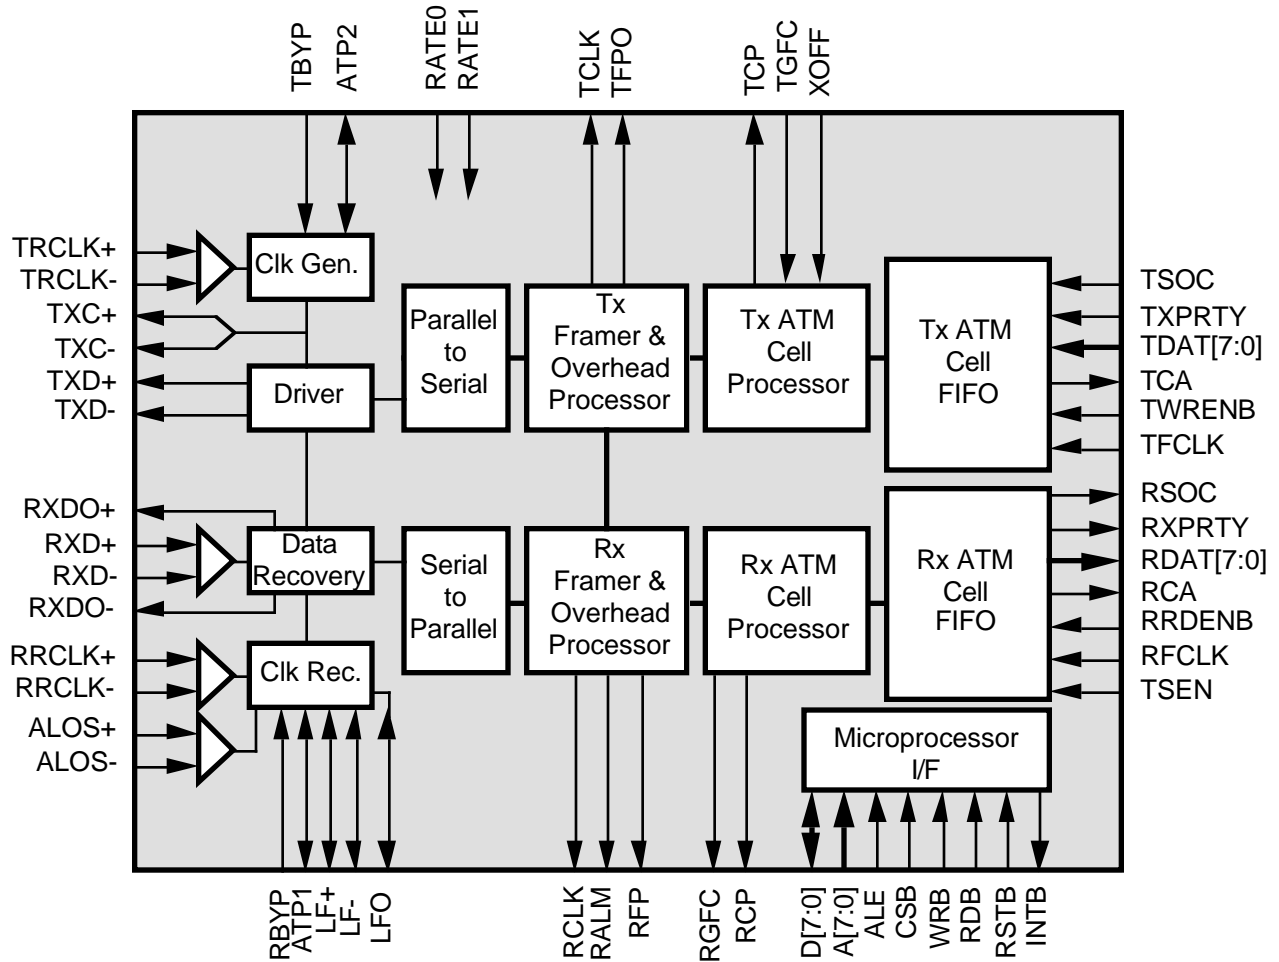 TBYP
ATP2
RATE0
RATE1
TCLK
TFPO
TCP
TGFC
XOFF
TRCLK+
TRCLK-
TXC+
TXC-
TXD+
TXD-
RXDO+
RXD+
RXD-
RXDO-
RRCLK+
RRCLK-
ALOS+
ALOS-
Clk Gen.
Driver
Parallel
to
Serial
Tx
Framer &
Overhead
Processor
Tx ATM
Cell
Processor
Tx ATM
Cell
FIFO
TSOC
TXPRTY
TDAT[7:0]
TCA
TWRENB
TFCLK
Data
Recovery
Clk Rec.
Serial
to
Parallel
Rx
Framer &
Overhead
Processor
Rx ATM
Cell
Processor
Rx ATM
Cell
FIFO
RSOC
RXPRTY
RDAT[7:0]
RCA
RRDENB
RFCLK
TSEN
Microprocessor
I/F
RBYP
ATP1
LF+
LF-
LFO
RCLK
RALM
RFP
RGFC
RCP
D[7:0]
A[7:0]
ALE
CSB
WRB
RDB
RSTB
INTB